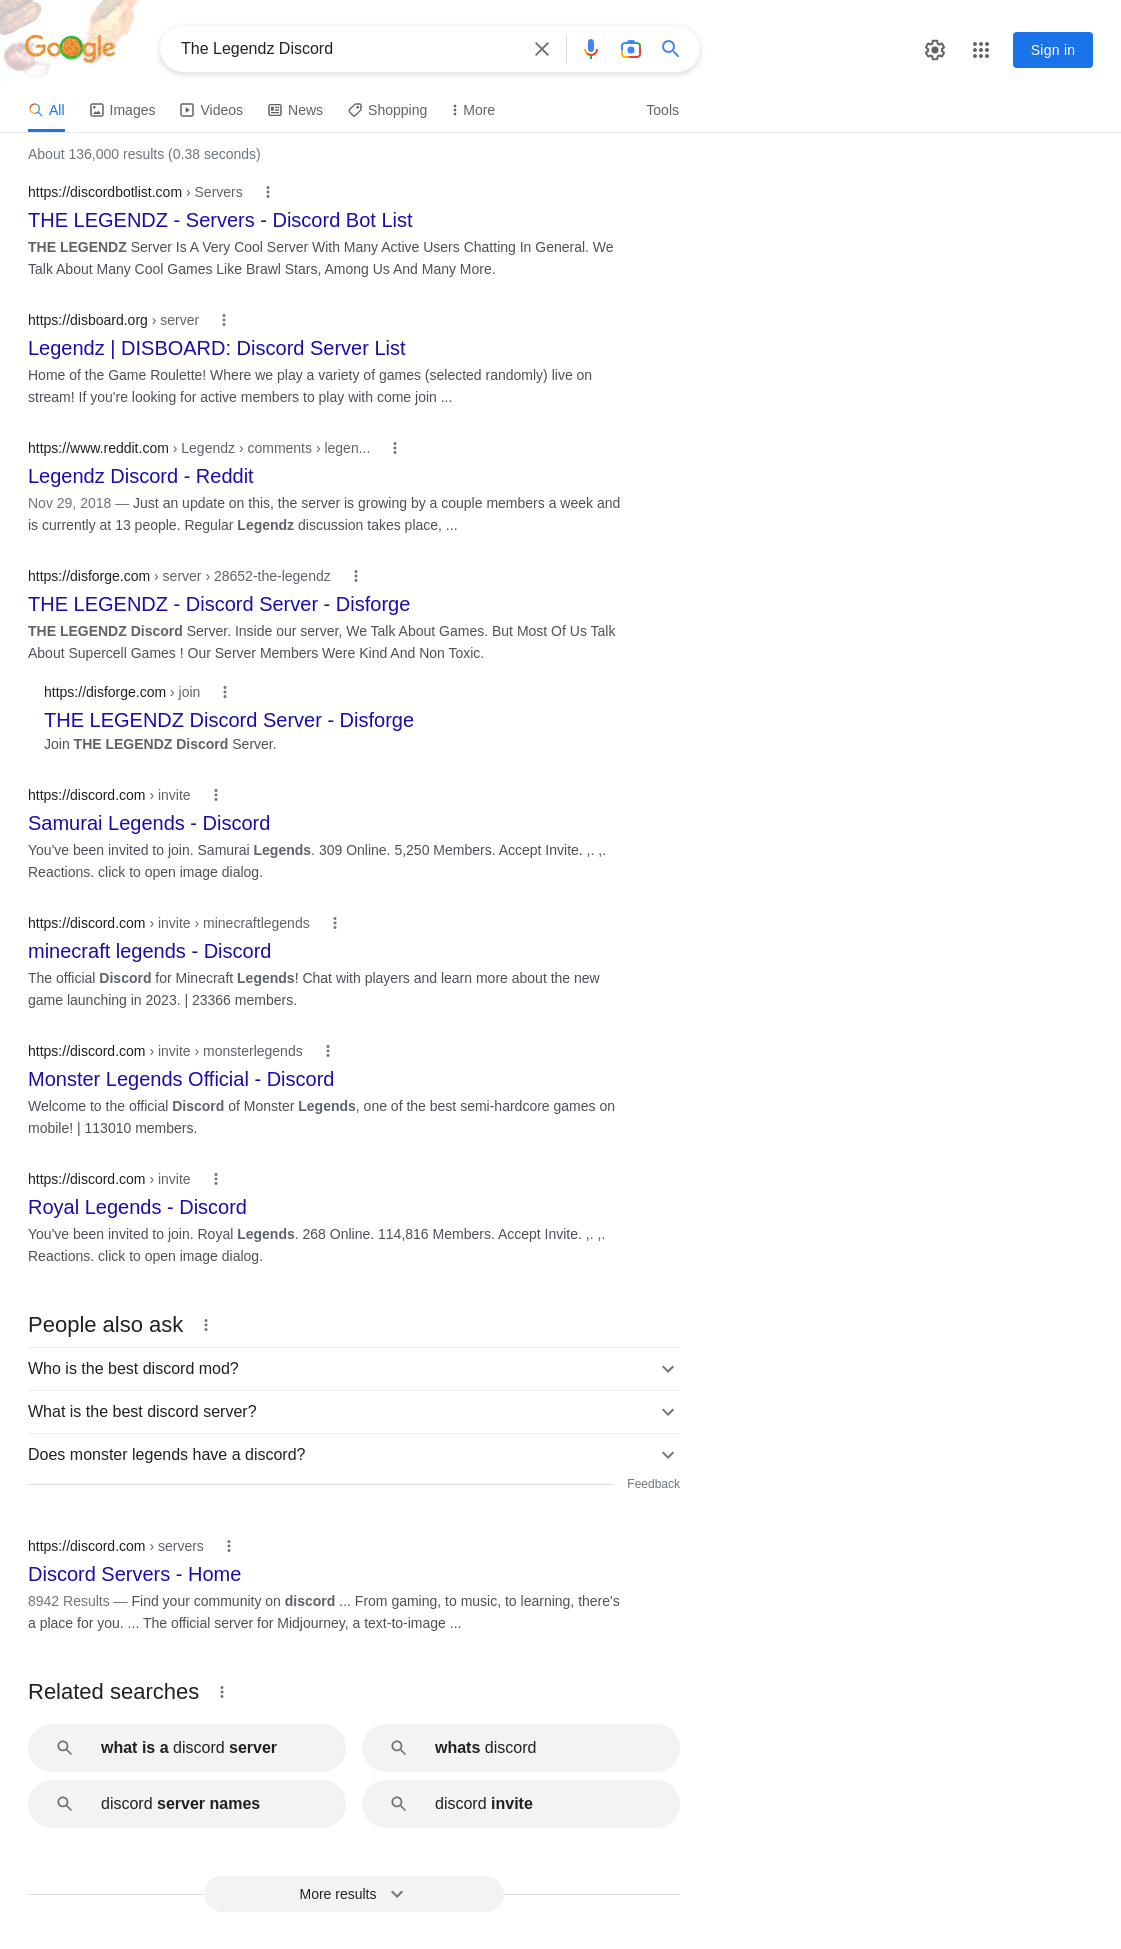 Google
The Legendz Discord
Sign in
All
Images
Videos
News
Shopping
More
Tools
About 136,000 results (0.38 seconds)
https://discordbotlist.com › Servers
THE LEGENDZ - Servers - Discord Bot List
THE LEGENDZ Server Is A Very Cool Server With Many Active Users Chatting In General. We
Talk About Many Cool Games Like Brawl Stars, Among Us And Many More.
https://disboard.org › server
Legendz | DISBOARD: Discord Server List
Home of the Game Roulette! Where we play a variety of games (selected randomly) live on
stream! If you're looking for active members to play with come join ...
https://www.reddit.com › Legendz › comments › legen...
Legendz Discord - Reddit
Nov 29, 2018 — Just an update on this, the server is growing by a couple members a week and
is currently at 13 people. Regular Legendz discussion takes place, ...
https://disforge.com › server › 28652-the-legendz
THE LEGENDZ - Discord Server - Disforge
THE LEGENDZ Discord Server. Inside our server, We Talk About Games. But Most Of Us Talk
About Supercell Games ! Our Server Members Were Kind And Non Toxic.
https://disforge.com › join
THE LEGENDZ Discord Server - Disforge
Join THE LEGENDZ Discord Server.
https://discord.com › invite
Samurai Legends - Discord
You've been invited to join. Samurai Legends. 309 Online. 5,250 Members. Accept Invite. ,. ,.
Reactions. click to open image dialog.
https://discord.com › invite › minecraftlegends
minecraft legends - Discord
The official Discord for Minecraft Legends! Chat with players and learn more about the new
game launching in 2023. | 23366 members.
https://discord.com › invite › monsterlegends
Monster Legends Official - Discord
Welcome to the official Discord of Monster Legends, one of the best semi-hardcore games on
mobile! | 113010 members.
https://discord.com › invite
Royal Legends - Discord
You've been invited to join. Royal Legends. 268 Online. 114,816 Members. Accept Invite. ,. ,.
Reactions. click to open image dialog.
People also ask
Who is the best discord mod?
What is the best discord server?
Does monster legends have a discord?
Feedback
https://discord.com › servers
Discord Servers - Home
8942 Results — Find your community on discord ... From gaming, to music, to learning, there's
a place for you. ... The official server for Midjourney, a text-to-image ...
Related searches
what is a discord server
whats discord
discord server names
discord invite
More results